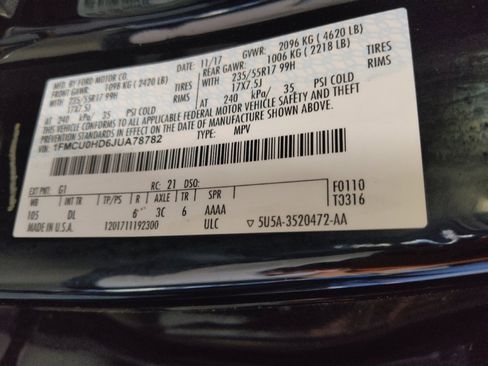 MFD. BY FORD MOTOR CO.
DATE: 11/17 GVWR: 2096 KG ( 4620 LB)
FRONT GAWR: 1098 KG ( 2420 LB) REAR GAWR: 1006 KG ( 2218 LB)
WITH 235/55R17 99H TIRES WITH 235/55R17 99H TIRES
17X7.5J RIMS 17X7.5J RIMS
AT 240 kPa/ 35 PSI COLD AT 240 kPa/ 35 PSI COLD
THIS VEHICLE CONFORMS TO ALL APPLICABLE FEDERAL MOTOR VEHICLE SAFETY AND THEFT
PREVENTION STANDARDS IN EFFECT ON THE DATE OF MANUFACTURE SHOWN ABOVE.
VIN: 1FMCU0HD6JUA78782 TYPE: MPV
EXT PNT: G1 RC: 21 DSO: F0110
WB TP/PS R AXLE TR SPR T3316
105 DL 6 3C 6 AAAA
MADE IN U.S.A. 1201711192300 ULC ▽ 5U5A-3520472-AA